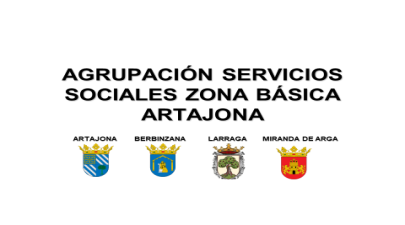 AGRUPACIÓN SERVICIOS
SOCIALES ZONA BÁSICA
ARTAJONA
ARTAJONA BERBINZANA LARRAGA MIRANDA DE ARGA